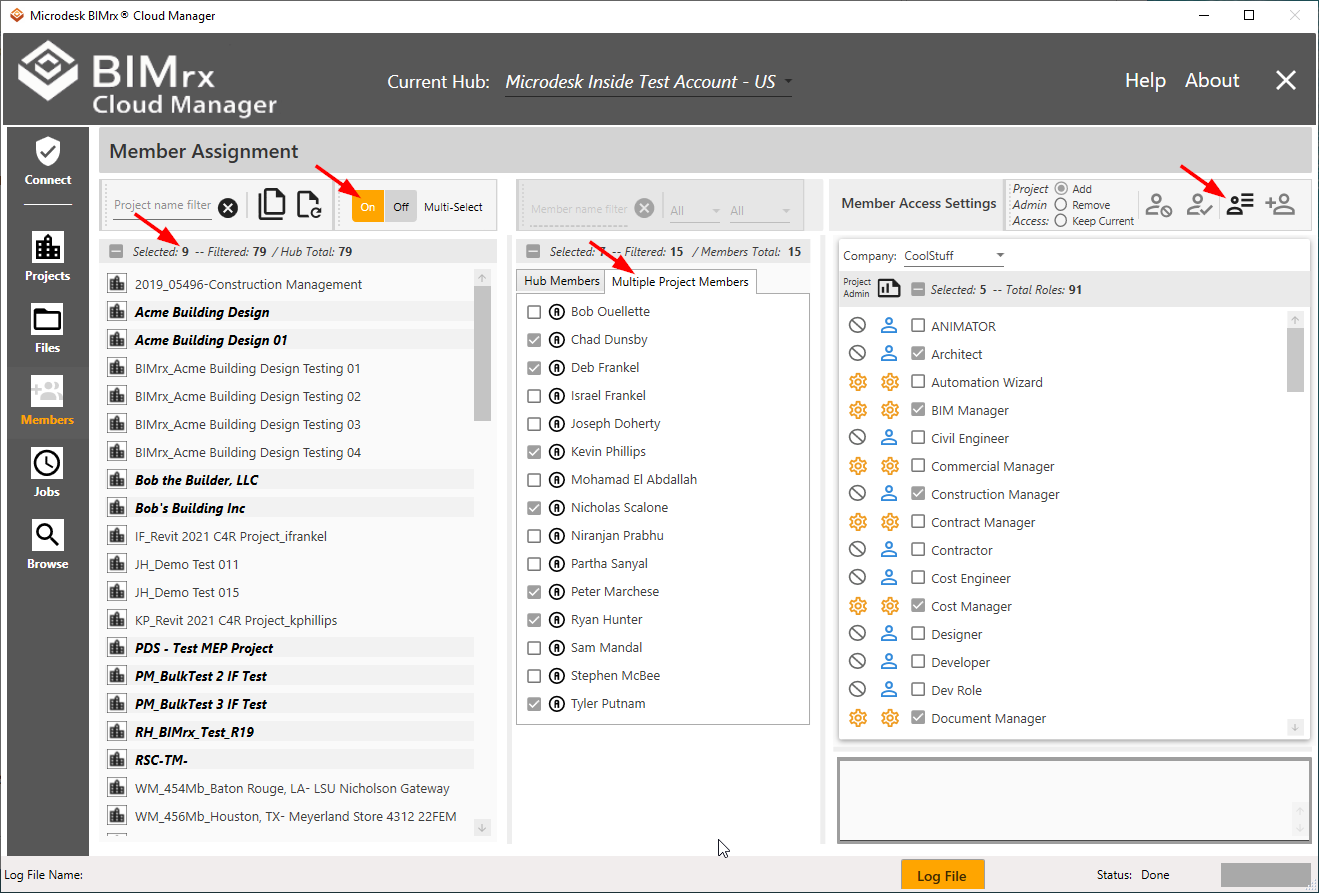 Microdesk BIMrx® Cloud Manager
BIMrx
Cloud Manager
Current Hub: Microdesk Inside Test Account - US
Help About
Member Assignment
Connect
Projects
Files
Members
Jobs
Browse
Project name filter
On Off Multi-Select
Selected: 9 -- Filtered: 79 / Hub Total: 79
2019_05496-Construction Management
Acme Building Design
Acme Building Design 01
BIMrx_Acme Building Design Testing 01
BIMrx_Acme Building Design Testing 02
BIMrx_Acme Building Design Testing 03
BIMrx_Acme Building Design Testing 04
Bob the Builder, LLC
Bob's Building Inc
IF_Revit 2021 C4R Project_ifrankel
JH_Demo Test 011
JH_Demo Test 015
KP_Revit 2021 C4R Project_kphillips
PDS - Test MEP Project
PM_BulkTest 2 IF Test
PM_BulkTest 3 IF Test
RH_BIMrx_Test_R19
RSC-TM-
WM_454Mb_Baton Rouge, LA- LSU Nicholson Gateway
WM_456Mb_Houston, TX- Meyerland Store 4312 22FEM
Member name filter
All All
Selected: 7 -- Filtered: 15 / Members Total: 15
Hub Members Multiple Project Members
Bob Ouellette
Chad Dunsby
Deb Frankel
Israel Frankel
Joseph Doherty
Kevin Phillips
Mohamad El Abdallah
Nicholas Scalone
Niranjan Prabhu
Partha Sanyal
Peter Marchese
Ryan Hunter
Sam Mandal
Stephen McBee
Tyler Putnam
Member Access Settings
Project Admin Access:
Add
Remove
Keep Current
Company: CoolStuff
Project Admin
Selected: 5 -- Total Roles: 91
ANIMATOR
Architect
Automation Wizard
BIM Manager
Civil Engineer
Commercial Manager
Construction Manager
Contract Manager
Contractor
Cost Engineer
Cost Manager
Designer
Developer
Dev Role
Document Manager
Log File Name:
Log File
Status: Done